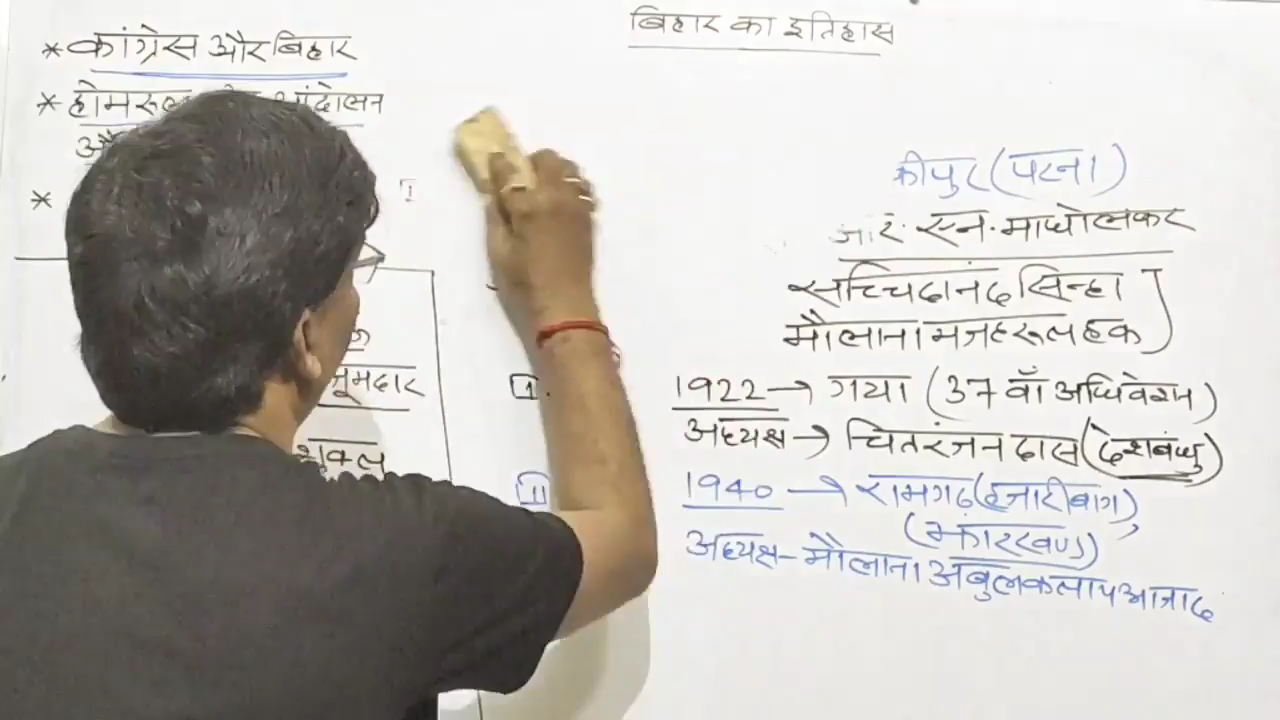 बिहार का इतिहास
* कांग्रेस और बिहार
* होमरूल आंदोलन
*
I
जूमदार
शुक्ल
I.
II
कीपुर (पटना)
आर. एन. माधोलकर
सच्चिदानंद सिन्हा
मौलाना मजहरूल हक
1922 → गया (37 वाँ अधिवेशन)
अध्यक्ष → चितरंजन दास (देशबंधु)
1940 → रामगढ़ (हजारीबाग),
(झारखण्ड)
अध्यक्ष - मौलाना अबुल कलाम आजाद